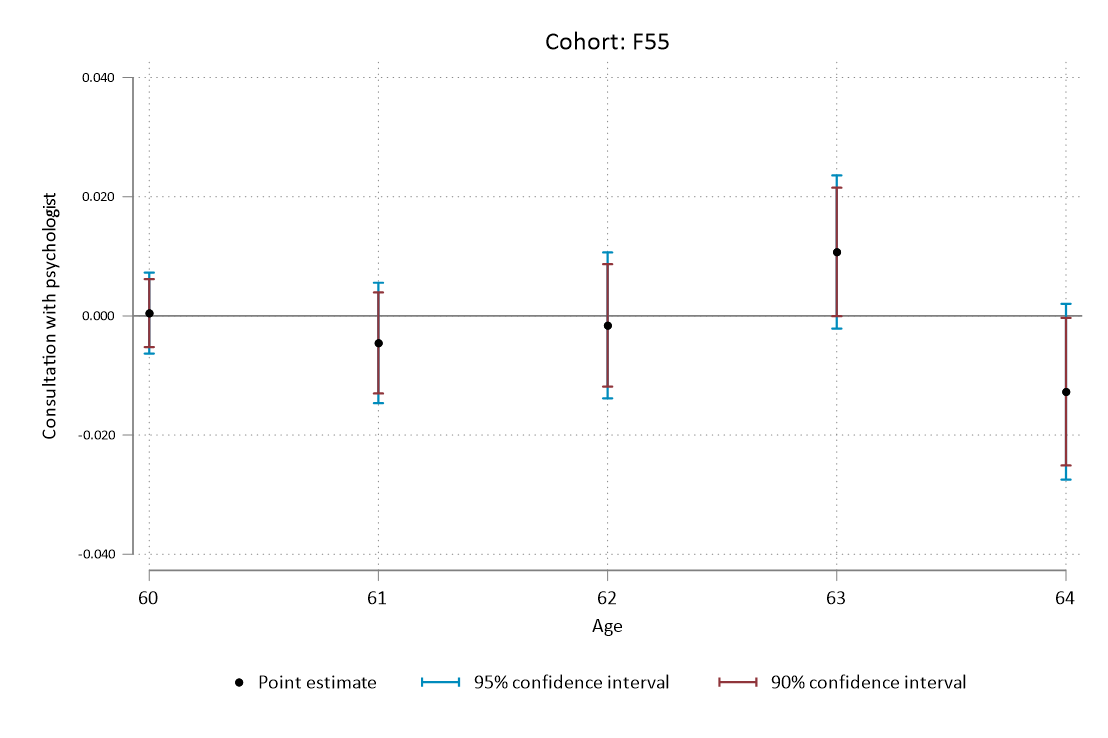 Cohort: F55
Consultation with psychologist
0.040
0.020
0.000
-0.020
-0.040
60 61 62 63 64
Age
Point estimate 95% confidence interval 90% confidence interval